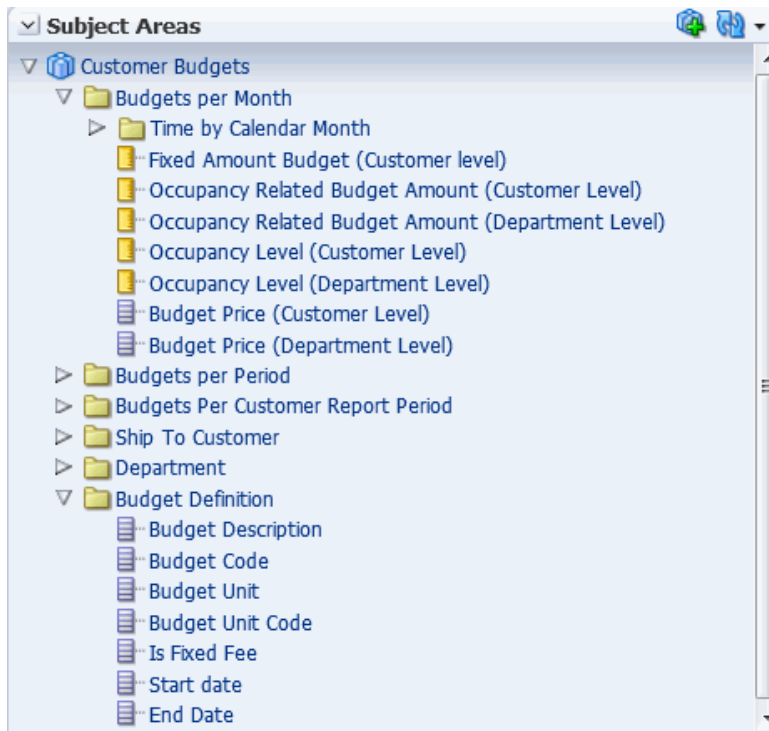 Subject Areas
Customer Budgets
Budgets per Month
Time by Calendar Month
Fixed Amount Budget (Customer level)
Occupancy Related Budget Amount (Customer Level)
Occupancy Related Budget Amount (Department Level)
Occupancy Level (Customer Level)
Occupancy Level (Department Level)
Budget Price (Customer Level)
Budget Price (Department Level)
Budgets per Period
Budgets Per Customer Report Period
Ship To Customer
Department
Budget Definition
Budget Description
Budget Code
Budget Unit
Budget Unit Code
Is Fixed Fee
Start date
End Date